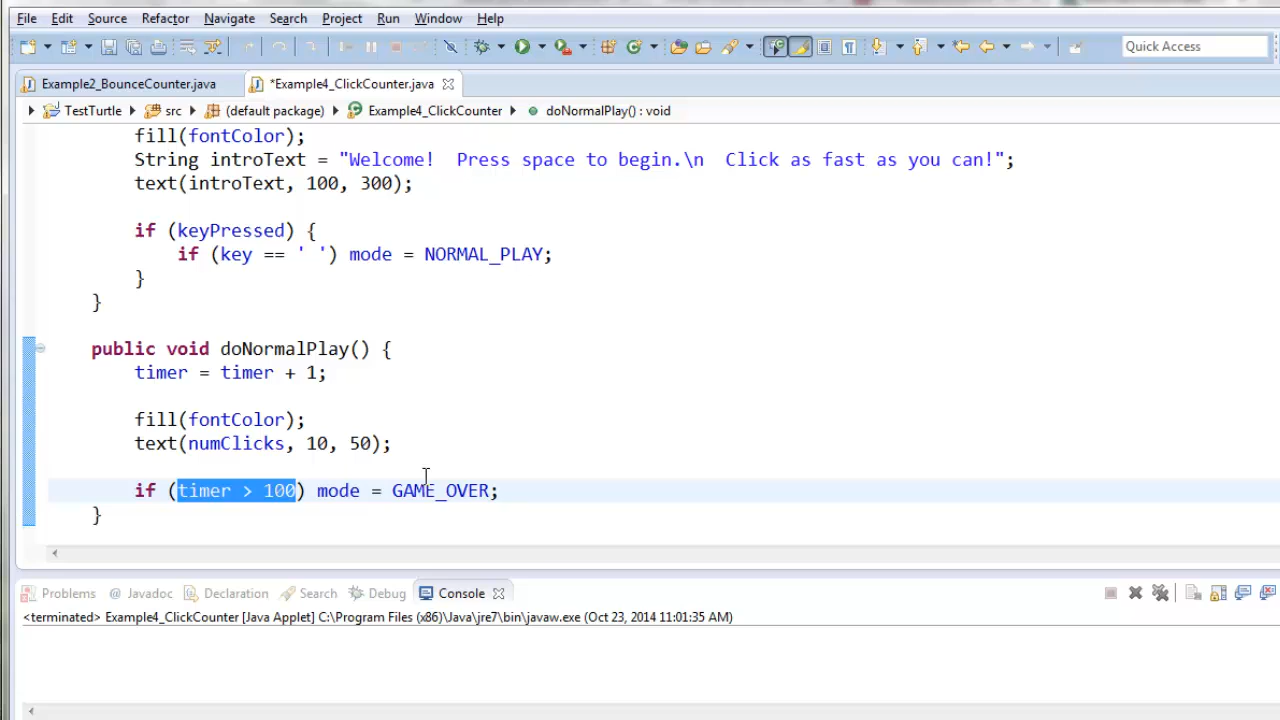 File Edit Source Refactor Navigate Search Project Run Window Help
Quick Access
Example2_BounceCounter.java *Example4_ClickCounter.java
TestTurtle src (default package) Example4_ClickCounter doNormalPlay() : void
fill(fontColor);
String introText = "Welcome!  Press space to begin.\n  Click as fast as you can!";
text(introText, 100, 300);
if (keyPressed) {
if (key == ' ') mode = NORMAL_PLAY;
}
}
public void doNormalPlay() {
timer = timer + 1;
fill(fontColor);
text(numClicks, 10, 50);
if (timer > 100) mode = GAME_OVER;
}
Problems @ Javadoc Declaration Search Debug Console
<terminated> Example4_ClickCounter [Java Applet] C:\Program Files (x86)\Java\jre7\bin\javaw.exe (Oct 23, 2014 11:01:35 AM)